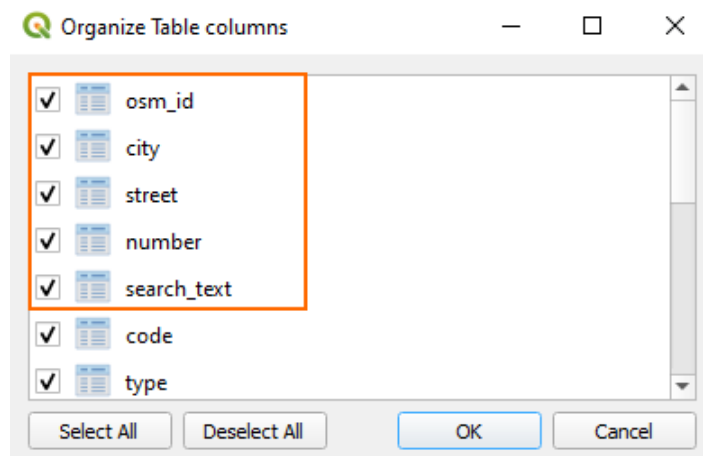 Organize Table columns
osm_id
city
street
number
search_text
code
type
Select All Deselect All OK Cancel